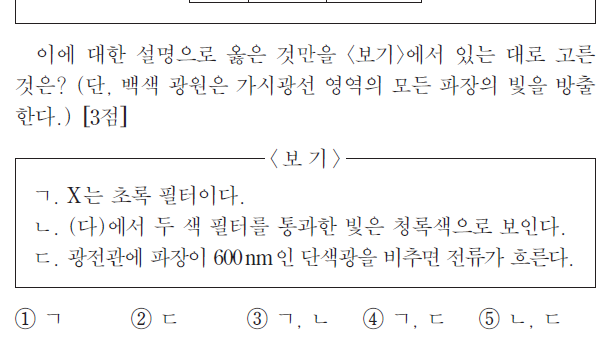 이에 대한 설명으로 옳은 것만을 〈보기〉에서 있는 대로 고른
것은? (단, 백색 광원은 가시광선 영역의 모든 파장의 빛을 방출
한다.) [3점]
〈보 기〉
ㄱ. X는 초록 필터이다.
ㄴ. (다)에서 두 색 필터를 통과한 빛은 청록색으로 보인다.
ㄷ. 광전관에 파장이 600nm인 단색광을 비추면 전류가 흐른다.
① ㄱ ② ㄷ ③ ㄱ, ㄴ ④ ㄱ, ㄷ ⑤ ㄴ, ㄷ